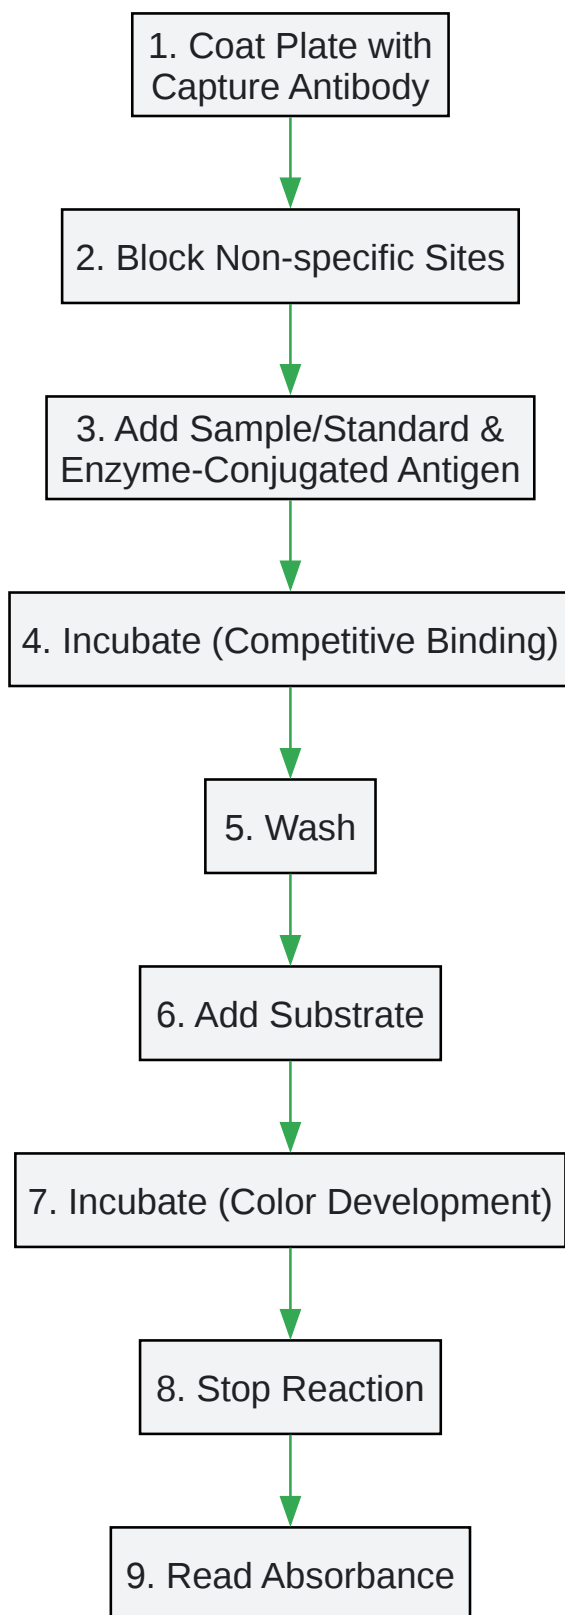 1. Coat Plate with
Capture Antibody
2. Block Non-specific Sites
3. Add Sample/Standard &
Enzyme-Conjugated Antigen
4. Incubate (Competitive Binding)
5. Wash
6. Add Substrate
7. Incubate (Color Development)
8. Stop Reaction
9. Read Absorbance